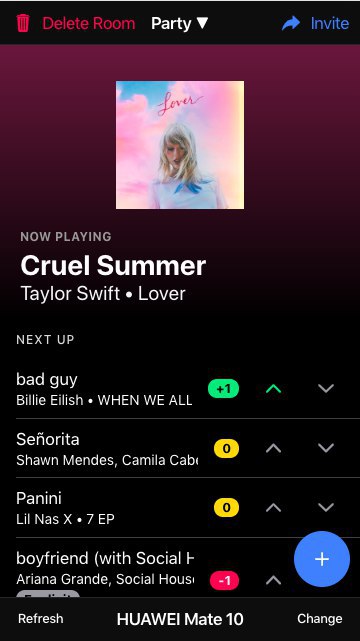 Delete Room Party ▼ Invite
Lover
NOW PLAYING
Cruel Summer
Taylor Swift • Lover
NEXT UP
bad guy
Billie Eilish • WHEN WE ALL
+1
Señorita
Shawn Mendes, Camila Cabe
0
Panini
Lil Nas X • 7 EP
0
boyfriend (with Social H
Ariana Grande, Social Hous
-1
+
Refresh HUAWEI Mate 10 Change